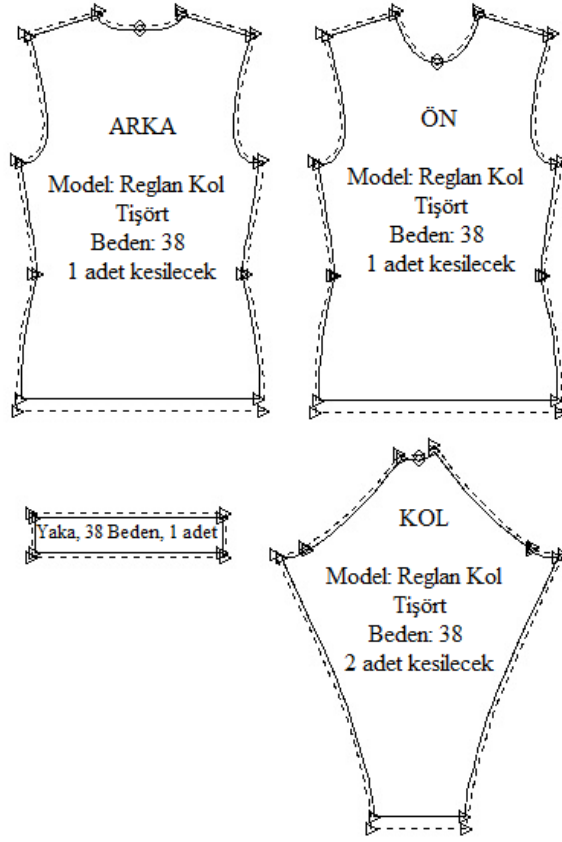 ARKA
Model: Reglan Kol
Tişört
Beden: 38
1 adet kesilecek
ÖN
Model: Reglan Kol
Tişört
Beden: 38
1 adet kesilecek
Yaka, 38 Beden, 1 adet
KOL
Model: Reglan Kol
Tişört
Beden: 38
2 adet kesilecek